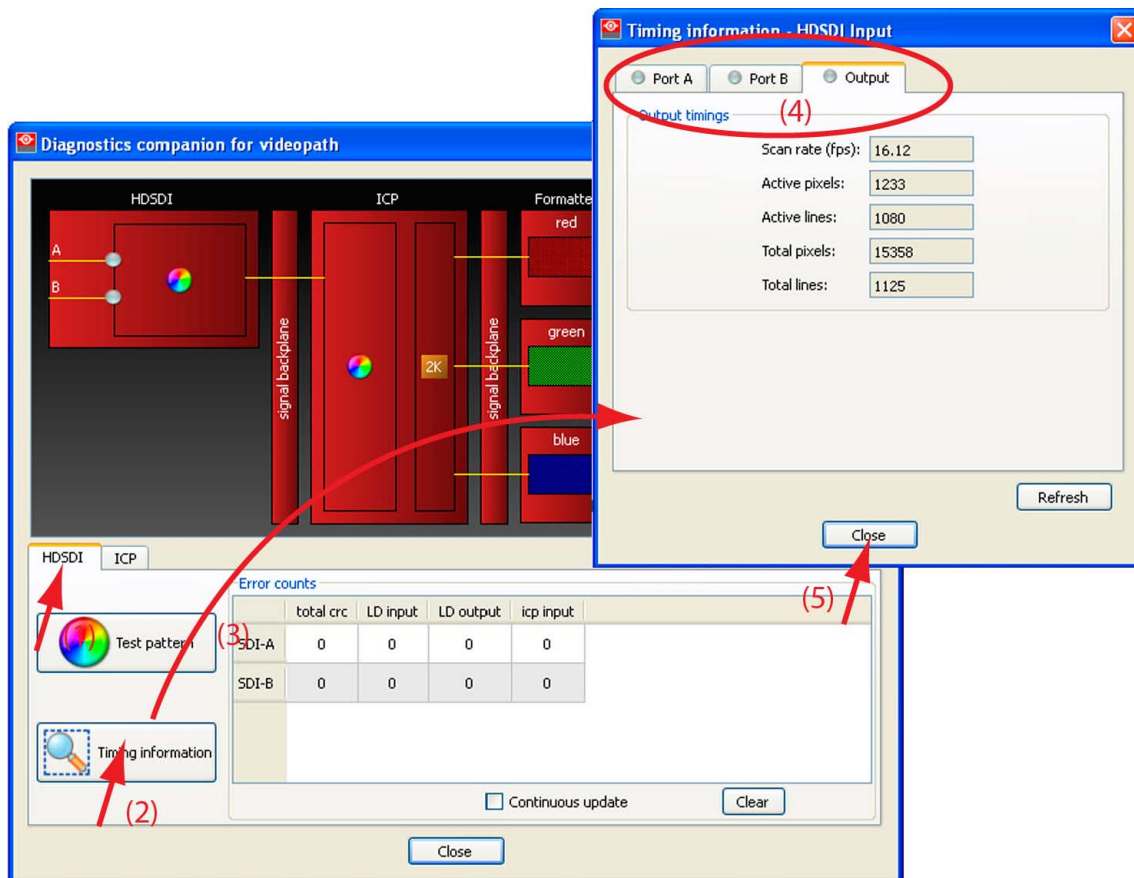 Timing information - HDSDI Input
Port A
Port B
Output
(4)
Output timings
Scan rate (fps): 16.12
Active pixels: 1233
Active lines: 1080
Total pixels: 15358
Total lines: 1125
Refresh
Close
(5)
Diagnostics companion for videopath
HDSDI
ICP
Formatte
A
B
signal backplane
2K
signal backplane
red
green
blue
HDSDI
ICP
(1)
Test pattern
(3)
Timing information
(2)
Error counts
total crc LD input LD output icp input
SDI-A 0 0 0 0
SDI-B 0 0 0 0
Continuous update
Clear
Close